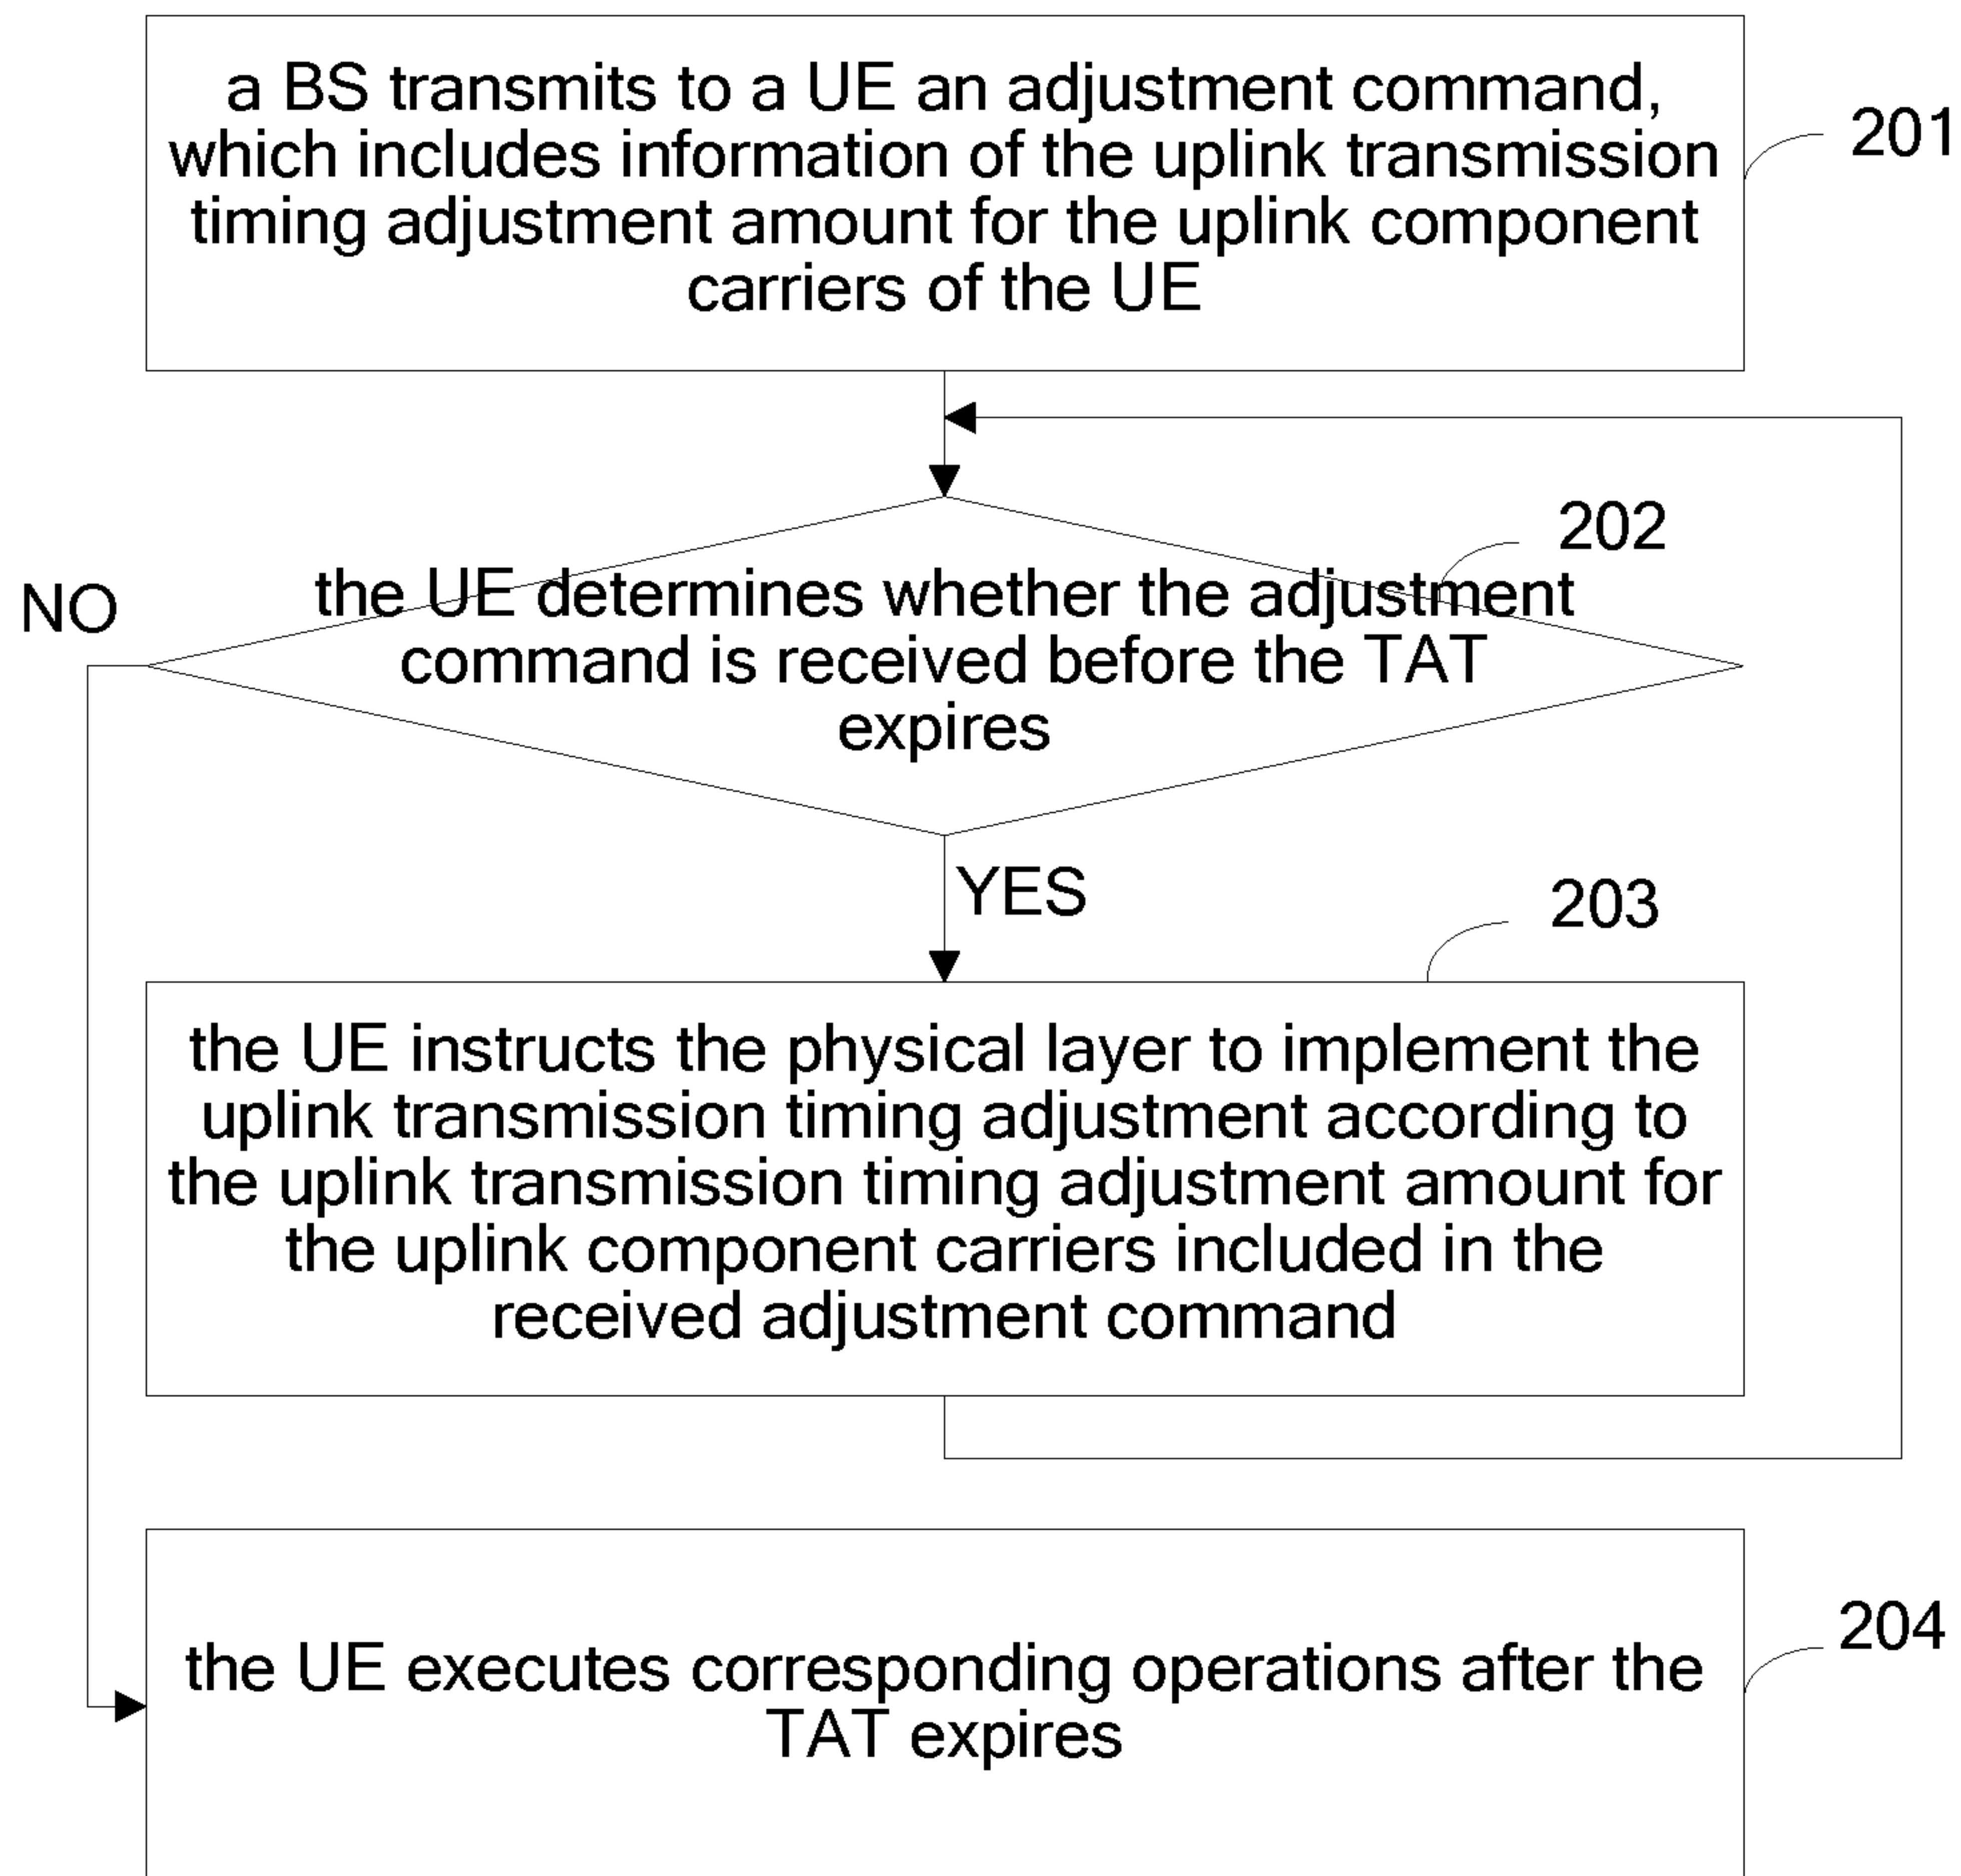 a BS transmits to a UE an adjustment command,
which includes information of the uplink transmission
timing adjustment amount for the uplink component
carriers of the UE
201
202
NO
the UE determines whether the adjustment
command is received before the TAT
expires
YES
203
the UE instructs the physical layer to implement the
uplink transmission timing adjustment according to
the uplink transmission timing adjustment amount for
the uplink component carriers included in the
received adjustment command
204
the UE executes corresponding operations after the
TAT expires